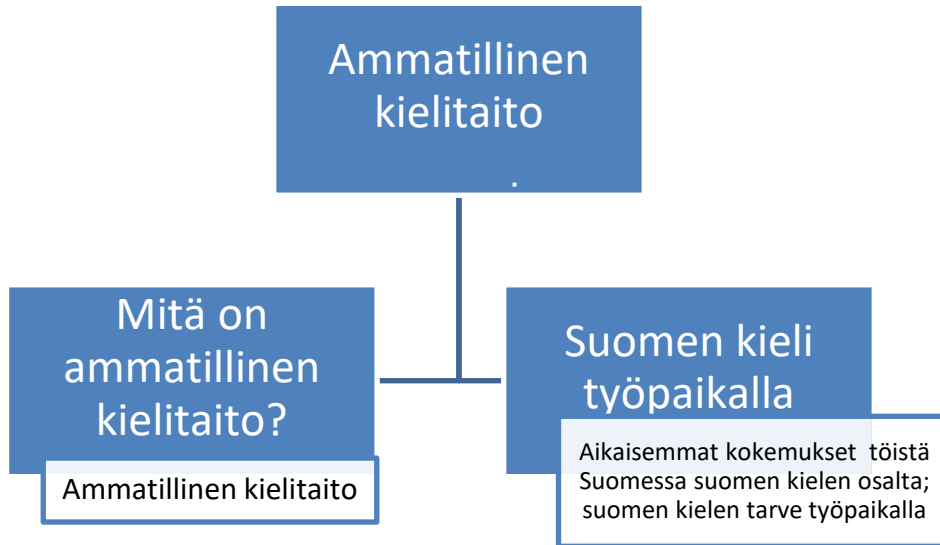 Ammatillinen
kielitaito
.
Mitä on
ammatillinen
kielitaito?
Ammatillinen kielitaito
Suomen kieli
työpaikalla
Aikaisemmat kokemukset töistä
Suomessa suomen kielen osalta;
suomen kielen tarve työpaikalla